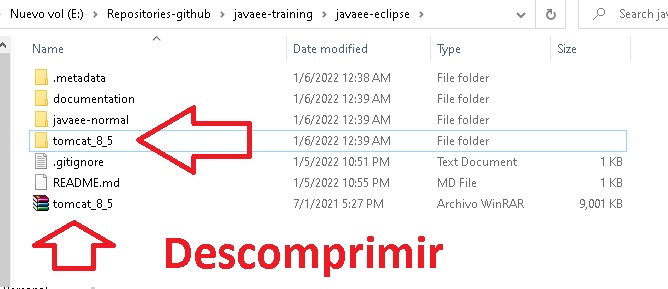 Nuevo vol (E:) > Repositories-github > javaee-training > javaee-eclipse > Search jav
Name Date modified Type Size
.metadata 1/6/2022 12:38 AM File folder
documentation 1/6/2022 12:39 AM File folder
javaee-normal 1/6/2022 12:39 AM File folder
tomcat_8_5 1/6/2022 12:39 AM File folder
.gitignore 1/5/2022 10:51 PM Text Document 1 KB
README.md 1/5/2022 10:55 PM MD File 1 KB
tomcat_8_5 7/1/2021 5:27 PM Archivo WinRAR 9,001 KB
Descomprimir